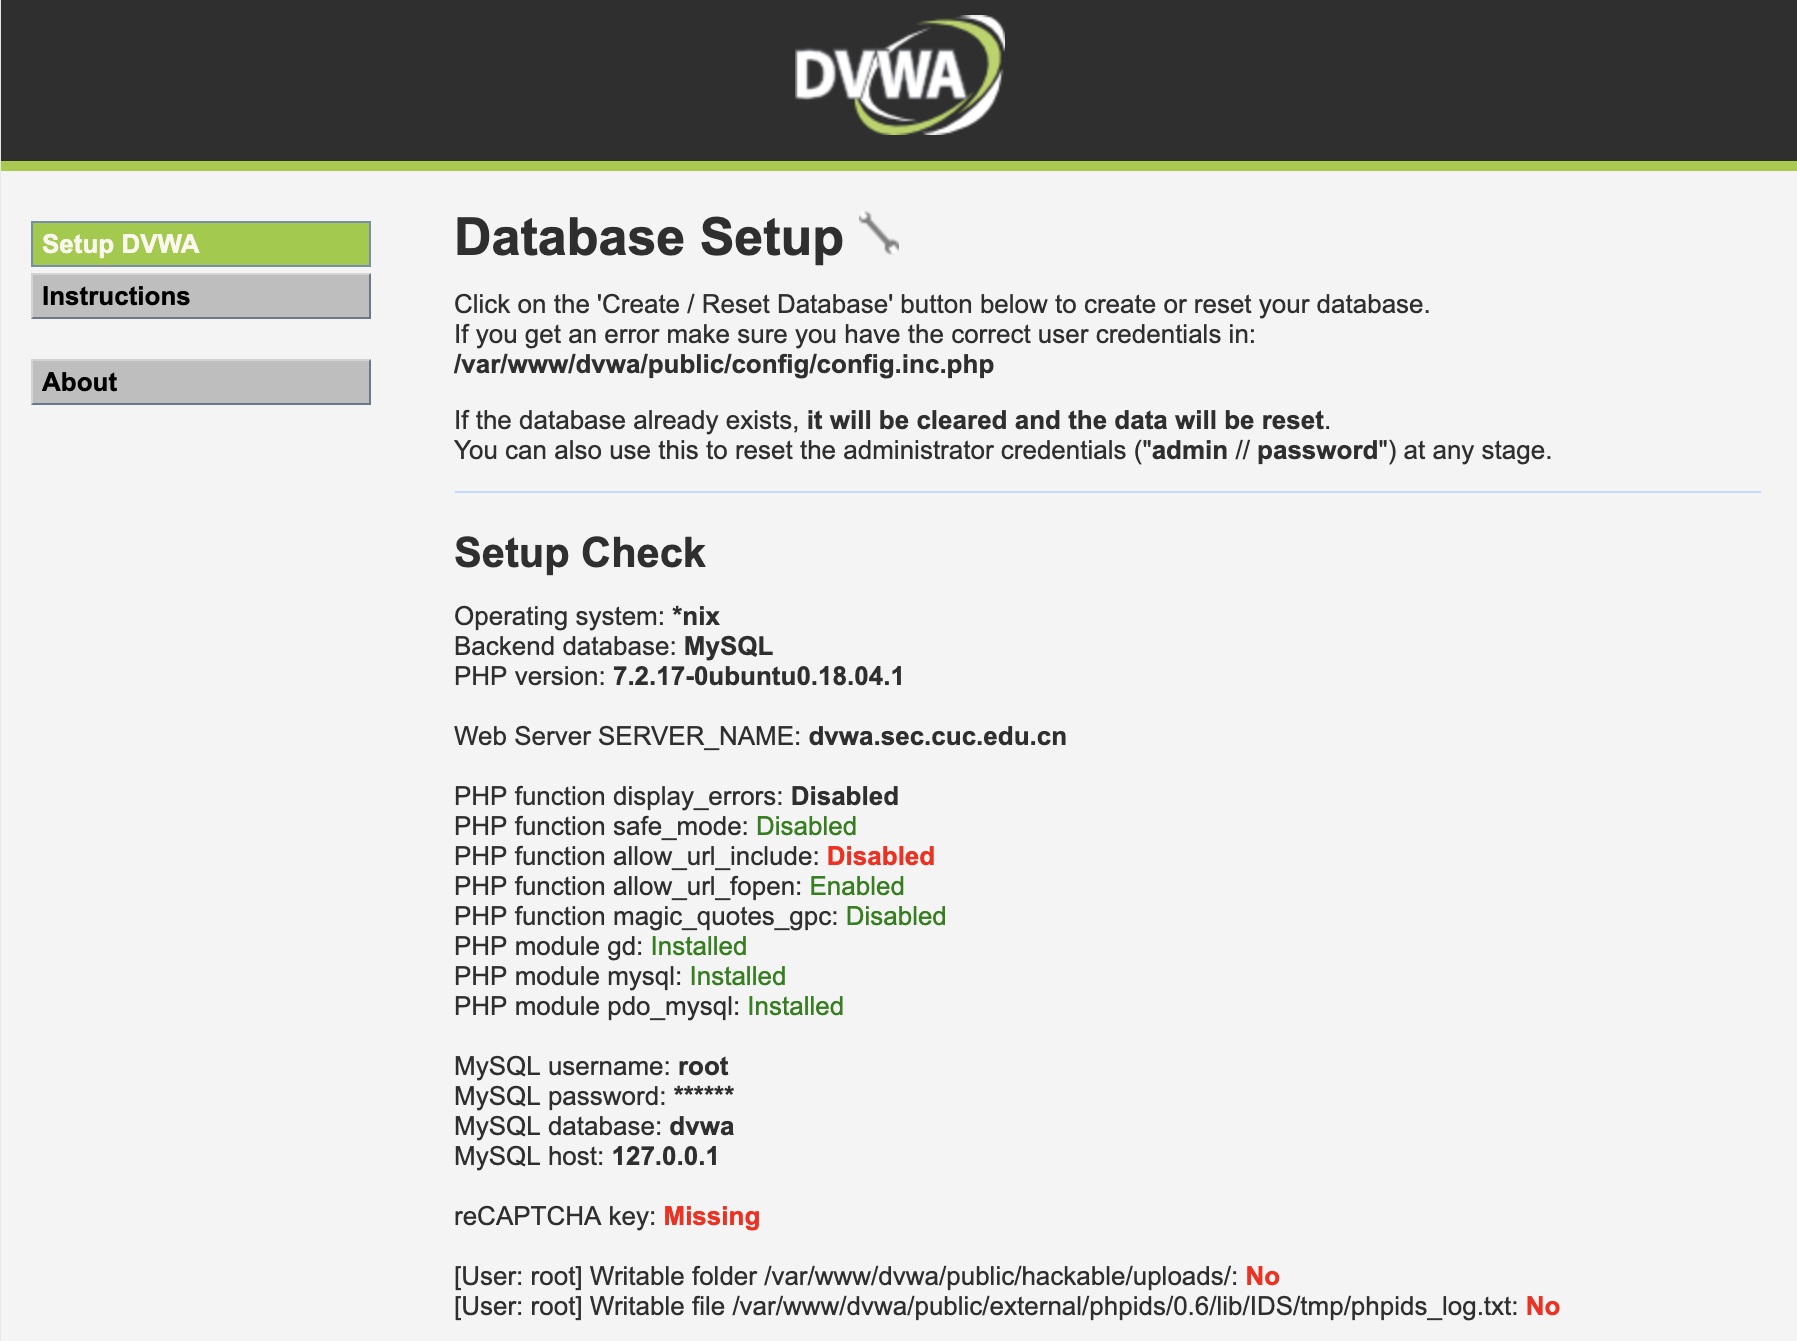 DVWA
Setup DVWA
Instructions
About
Database Setup
Click on the 'Create / Reset Database' button below to create or reset your database.
If you get an error make sure you have the correct user credentials in:
/var/www/dvwa/public/config/config.inc.php
If the database already exists, it will be cleared and the data will be reset.
You can also use this to reset the administrator credentials ("admin // password") at any stage.
Setup Check
Operating system: *nix
Backend database: MySQL
PHP version: 7.2.17-0ubuntu0.18.04.1
Web Server SERVER_NAME: dvwa.sec.cuc.edu.cn
PHP function display_errors: Disabled
PHP function safe_mode: Disabled
PHP function allow_url_include: Disabled
PHP function allow_url_fopen: Enabled
PHP function magic_quotes_gpc: Disabled
PHP module gd: Installed
PHP module mysql: Installed
PHP module pdo_mysql: Installed
MySQL username: root
MySQL password: ******
MySQL database: dvwa
MySQL host: 127.0.0.1
reCAPTCHA key: Missing
[User: root] Writable folder /var/www/dvwa/public/hackable/uploads/: No
[User: root] Writable file /var/www/dvwa/public/external/phpids/0.6/lib/IDS/tmp/phpids_log.txt: No